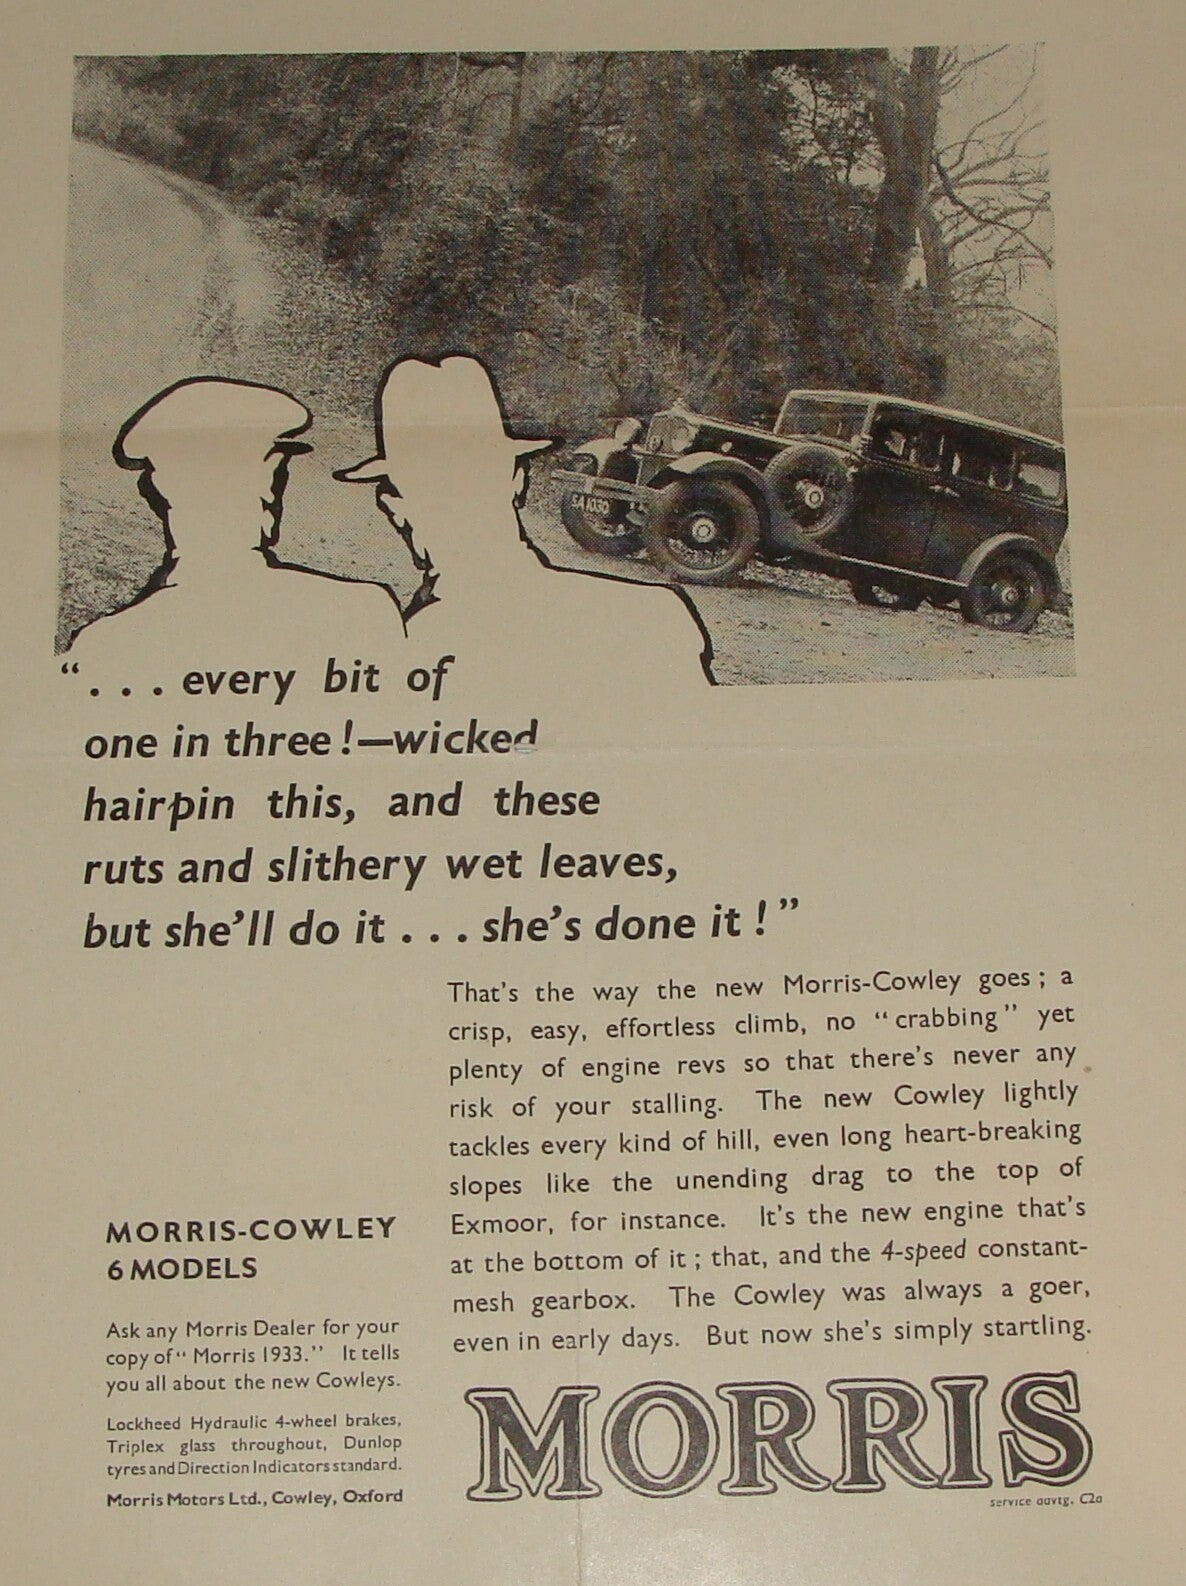 SA 1030
“. . . every bit of
one in three!—wicked
hairpin this, and these
ruts and slithery wet leaves,
but she’ll do it . . . she’s done it!”
That’s the way the new Morris-Cowley goes; a
crisp, easy, effortless climb, no “crabbing” yet
plenty of engine revs so that there’s never any
risk of your stalling. The new Cowley lightly
tackles every kind of hill, even long heart-breaking
slopes like the unending drag to the top of
Exmoor, for instance. It’s the new engine that’s
at the bottom of it; that, and the 4-speed constant-
mesh gearbox. The Cowley was always a goer,
even in early days. But now she’s simply startling.
MORRIS-COWLEY
6 MODELS
Ask any Morris Dealer for your
copy of “Morris 1933.” It tells
you all about the new Cowleys.
Lockheed Hydraulic 4-wheel brakes,
Triplex glass throughout, Dunlop
tyres and Direction Indicators standard.
Morris Motors Ltd., Cowley, Oxford
MORRIS
service advtg. C2a